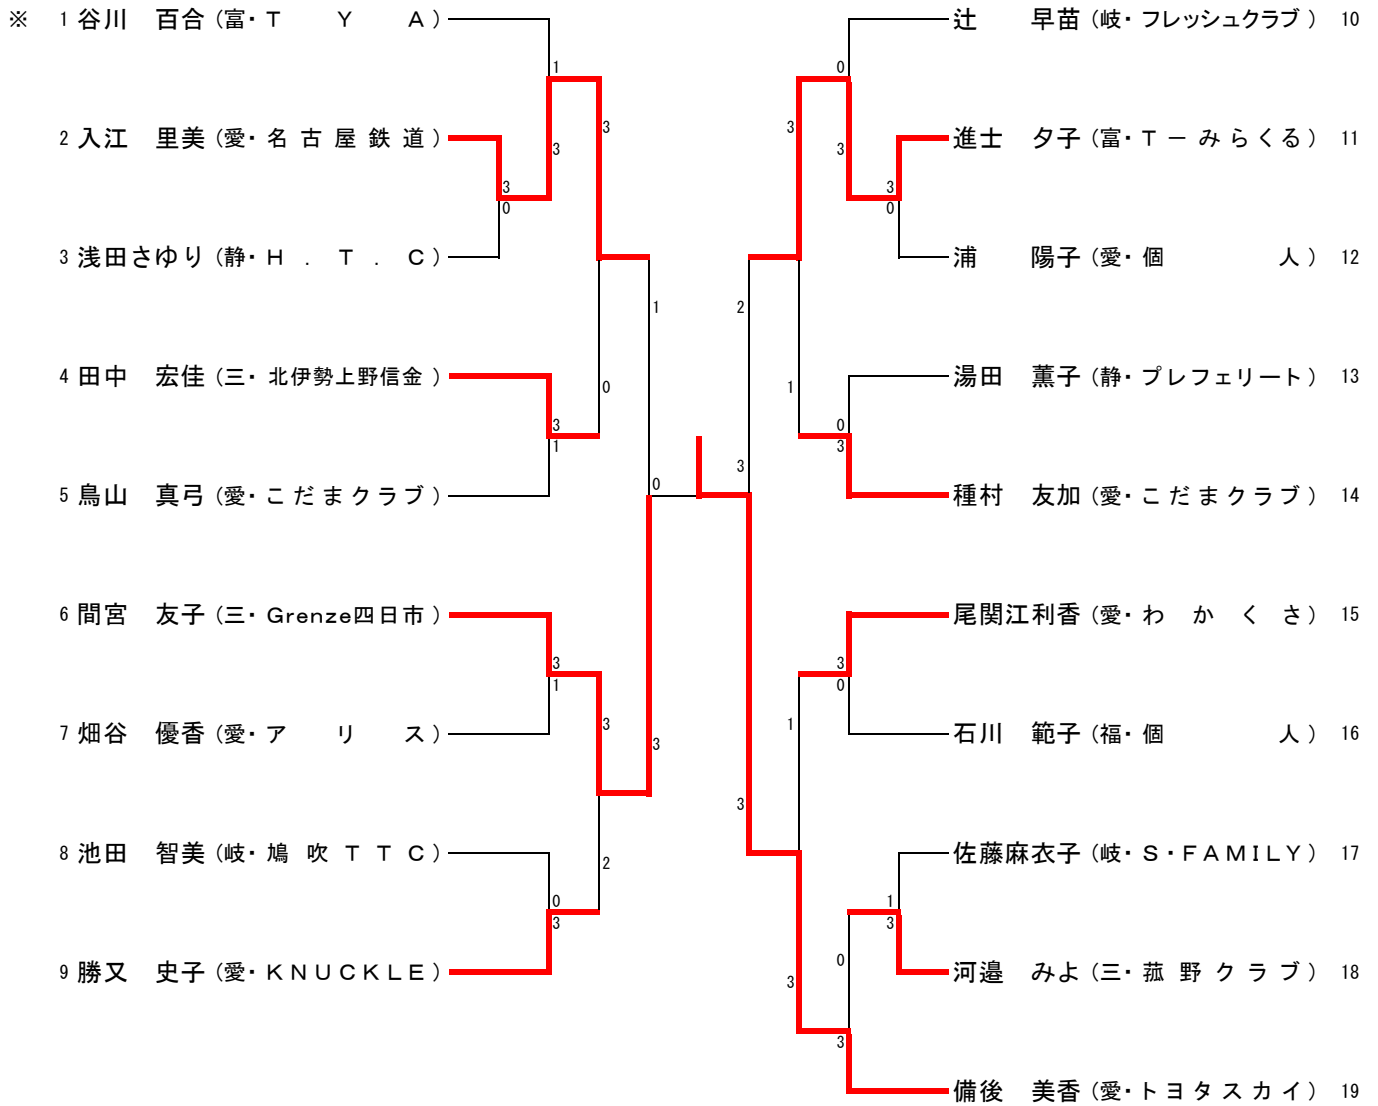 ※ 1 谷川 百合 (富・T Y A)
2 入江 里美 (愛・名古屋鉄道)
3 浅田さゆり (静・H . T . C)
4 田中 宏佳 (三・北伊勢上野信金)
5 鳥山 真弓 (愛・こだまクラブ)
6 間宮 友子 (三・Grenze四日市)
7 畑谷 優香 (愛・アリス)
8 池田 智美 (岐・鳩吹TTC)
9 勝又 史子 (愛・KNUCKLE)
1
3
3
3
0
1
0
3
1
0
3
1
3
3
2
0
3
辻 早苗 (岐・フレッシュクラブ) 10
進士 夕子 (富・T－みらくる) 11
浦 陽子 (愛・個人) 12
湯田 薫子 (静・プレフェリート) 13
種村 友加 (愛・こだまクラブ) 14
尾関江利香 (愛・わかくさ) 15
石川 範子 (福・個人) 16
佐藤麻衣子 (岐・S・FAMILY) 17
河邉 みよ (三・菰野クラブ) 18
備後 美香 (愛・トヨタスカイ) 19
0
3
3
3
0
2
1
0
3
3
3
0
1
3
1
3
0
3
3